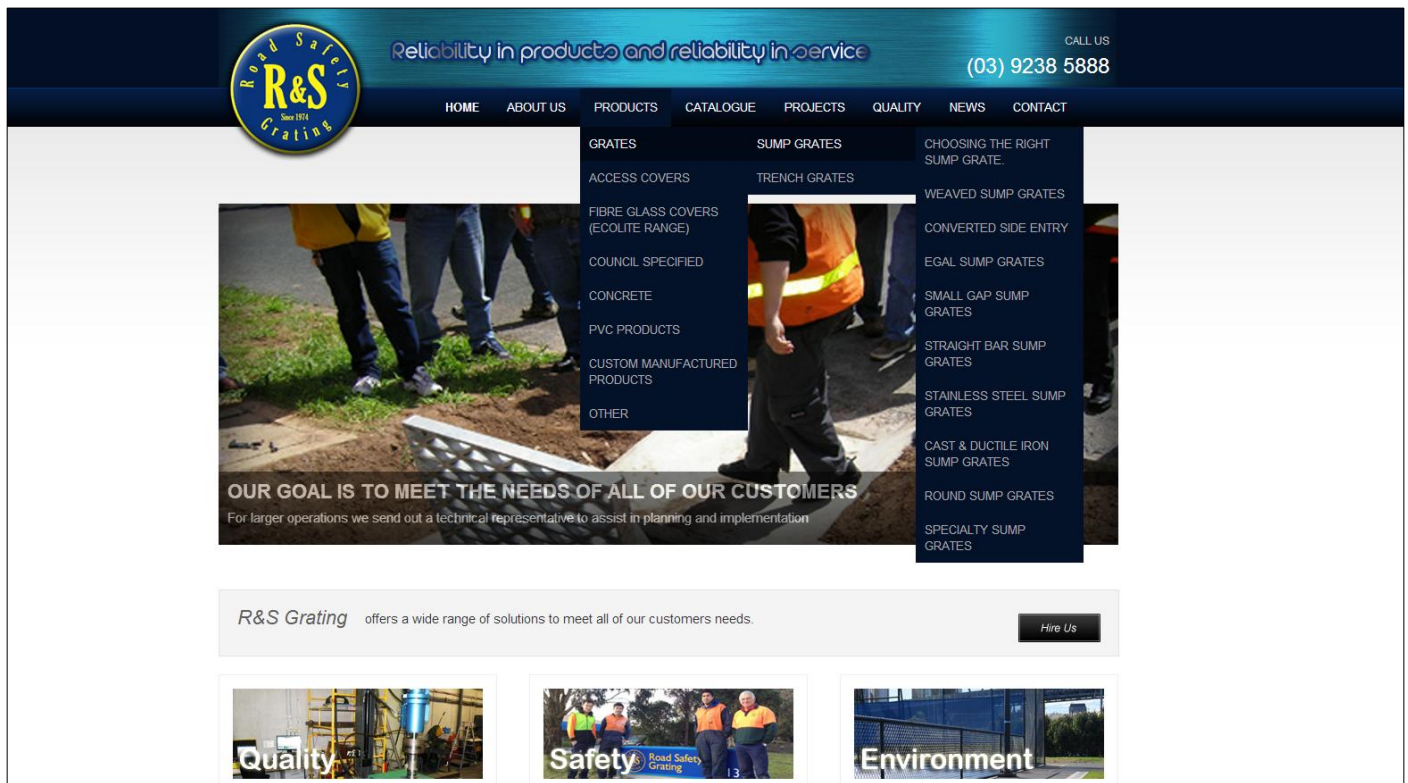 Road Safety
R&S
Since 1974
Grating
Reliability in products and reliability in service
CALL US
(03) 9238 5888
HOME ABOUT US PRODUCTS CATALOGUE PROJECTS QUALITY NEWS CONTACT
GRATES
ACCESS COVERS
FIBRE GLASS COVERS
(ECOLITE RANGE)
COUNCIL SPECIFIED
CONCRETE
PVC PRODUCTS
CUSTOM MANUFACTURED
PRODUCTS
OTHER
SUMP GRATES
TRENCH GRATES
CHOOSING THE RIGHT
SUMP GRATE.
WEAVED SUMP GRATES
CONVERTED SIDE ENTRY
EGAL SUMP GRATES
SMALL GAP SUMP
GRATES
STRAIGHT BAR SUMP
GRATES
STAINLESS STEEL SUMP
GRATES
CAST & DUCTILE IRON
SUMP GRATES
ROUND SUMP GRATES
SPECIALTY SUMP
GRATES
OUR GOAL IS TO MEET THE NEEDS OF ALL OF OUR CUSTOMERS
For larger operations we send out a technical representative to assist in planning and implementation
R&S Grating offers a wide range of solutions to meet all of our customers needs.
Hire Us
Quality
Safety
Road Safety
Grating
13
Environment